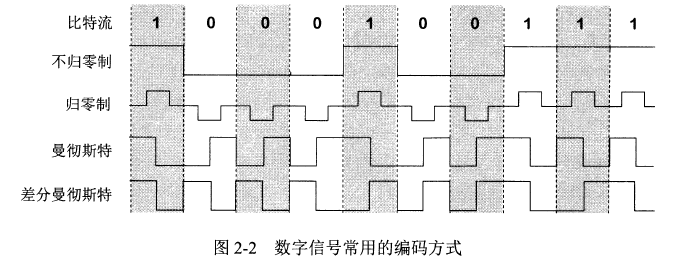 比特流 1 0 0 0 1 0 0 1 1 1
不归零制
归零制
曼彻斯特
差分曼彻斯特
图 2-2 数字信号常用的编码方式